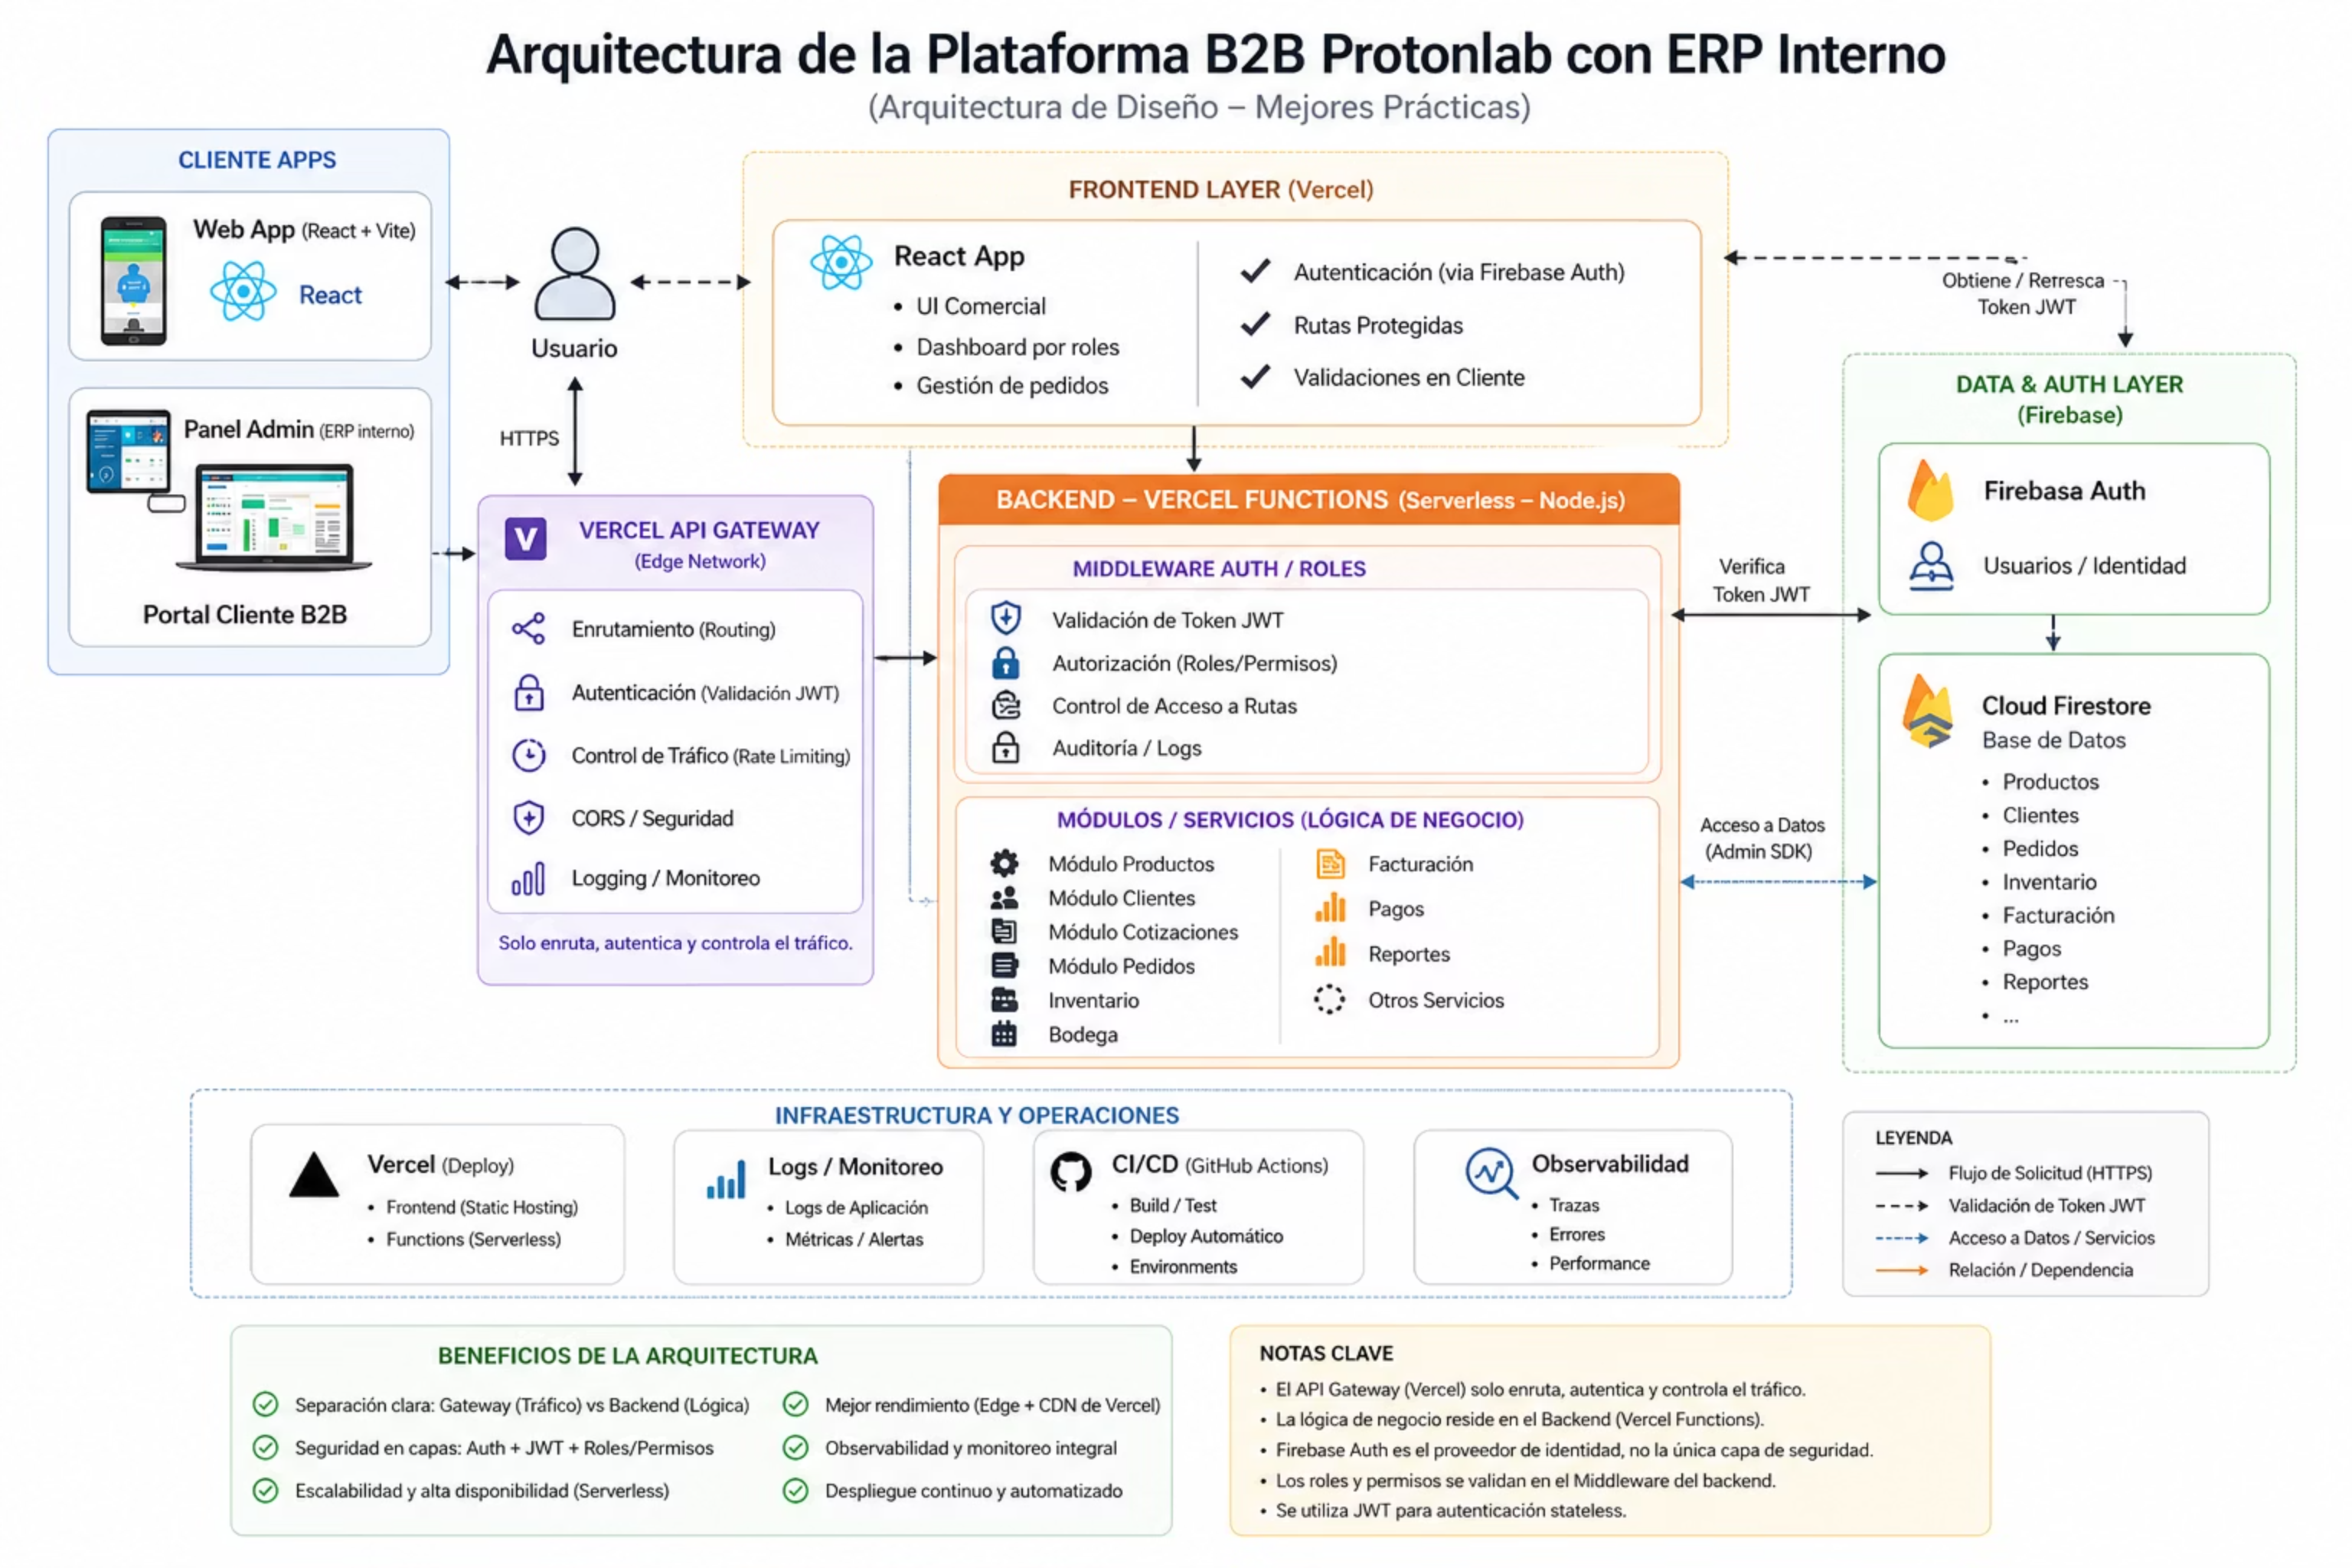 Arquitectura de la Plataforma B2B Protonlab con ERP Interno
(Arquitectura de Diseño – Mejores Prácticas)
CLIENTE APPS
Web App (React + Vite)
React
Panel Admin (ERP interno)
Portal Cliente B2B
Usuario
HTTPS
FRONTEND LAYER (Vercel)
React App
• UI Comercial
• Dashboard por roles
• Gestión de pedidos
Autenticación (via Firebase Auth)
Rutas Protegidas
Validaciones en Cliente
Obtiene / Rerresca
Token JWT
V
VERCEL API GATEWAY
(Edge Network)
Enrutamiento (Routing)
Autenticación (Validación JWT)
Control de Tráfico (Rate Limiting)
CORS / Seguridad
Logging / Monitoreo
Solo enruta, autentica y controla el tráfico.
BACKEND – VERCEL FUNCTIONS (Serverless – Node.js)
MIDDLEWARE AUTH / ROLES
Validación de Token JWT
Autorización (Roles/Permisos)
Control de Acceso a Rutas
Auditoría / Logs
MÓDULOS / SERVICIOS (LÓGICA DE NEGOCIO)
Módulo Productos
Módulo Clientes
Módulo Cotizaciones
Módulo Pedidos
Inventario
Bodega
Facturación
Pagos
Reportes
Otros Servicios
Verifica
Token JWT
Acceso a Datos
(Admin SDK)
DATA & AUTH LAYER
(Firebase)
Firebasa Auth
Usuarios / Identidad
Cloud Firestore
Base de Datos
• Productos
• Clientes
• Pedidos
• Inventario
• Facturación
• Pagos
• Reportes
• ...
INFRAESTRUCTURA Y OPERACIONES
Vercel (Deploy)
• Frontend (Static Hosting)
• Functions (Serverless)
Logs / Monitoreo
• Logs de Aplicación
• Métricas / Alertas
CI/CD (GitHub Actions)
• Build / Test
• Deploy Automático
• Environments
Observabilidad
• Trazas
• Errores
• Performance
LEYENDA
Flujo de Solicitud (HTTPS)
Validación de Token JWT
Acceso a Datos / Servicios
Relación / Dependencia
BENEFICIOS DE LA ARQUITECTURA
Separación clara: Gateway (Tráfico) vs Backend (Lógica)
Seguridad en capas: Auth + JWT + Roles/Permisos
Escalabilidad y alta disponibilidad (Serverless)
Mejor rendimiento (Edge + CDN de Vercel)
Observabilidad y monitoreo integral
Despliegue continuo y automatizado
NOTAS CLAVE
• El API Gateway (Vercel) solo enruta, autentica y controla el tráfico.
• La lógica de negocio reside en el Backend (Vercel Functions).
• Firebase Auth es el proveedor de identidad, no la única capa de seguridad.
• Los roles y permisos se validan en el Middleware del backend.
• Se utiliza JWT para autenticación stateless.